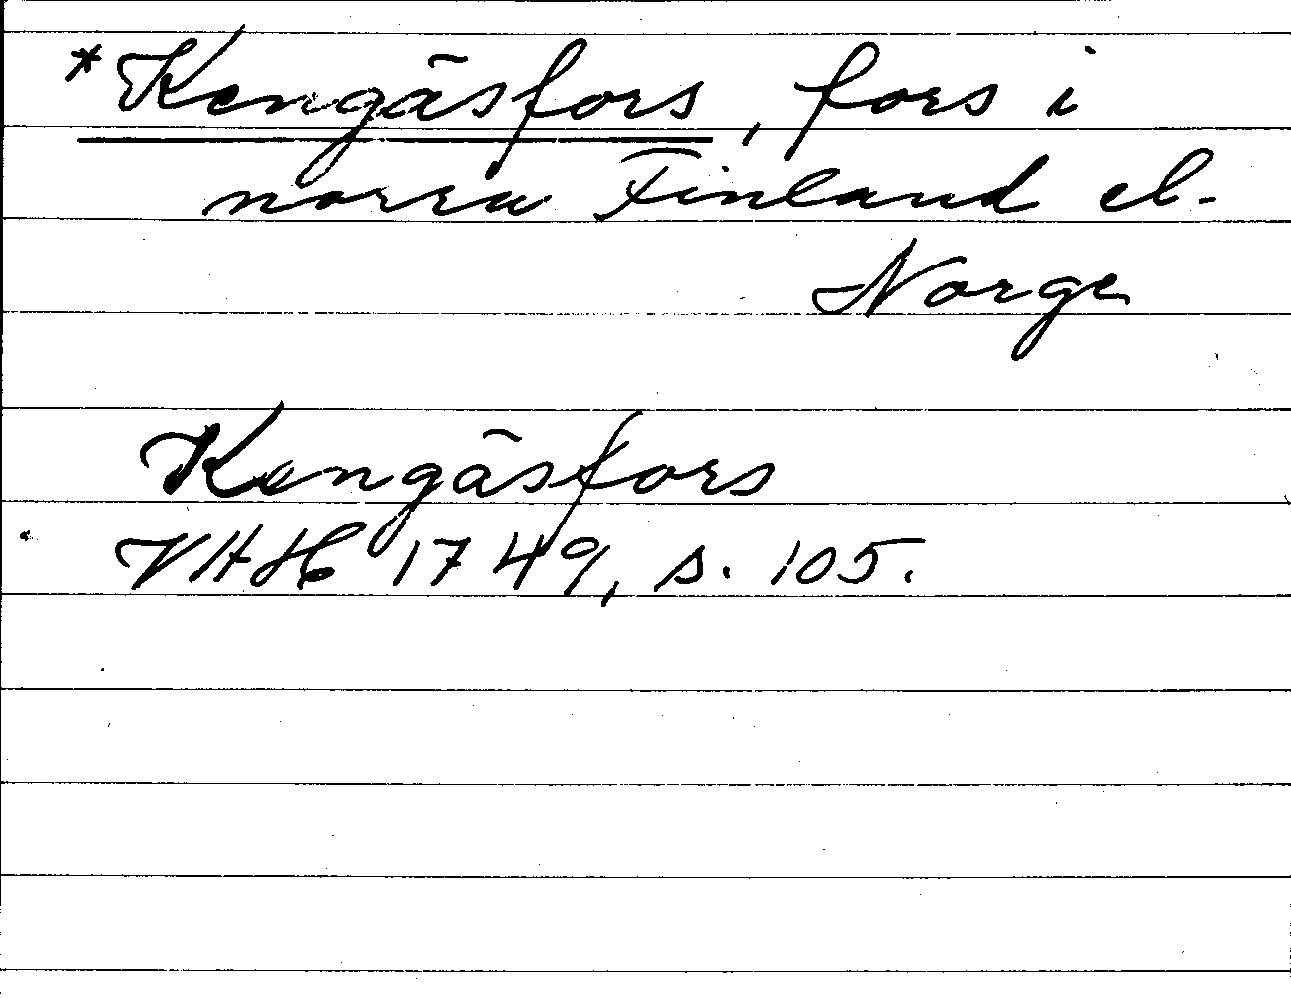 *Kengäsfors, fors i
norra Finland el.
Norge
Kengäsfors
VHH 1749, s. 105.